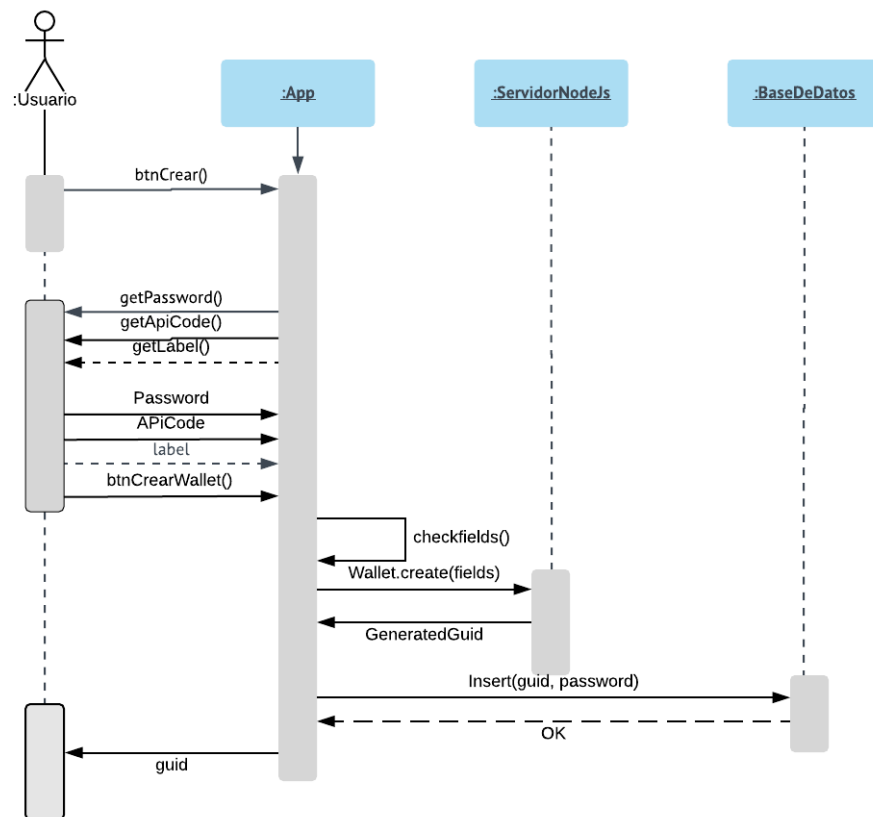 :Usuario
:App
:ServidorNodeJs
:BaseDeDatos
btnCrear()
getPassword()
getApiCode()
getLabel()
Password
APiCode
label
btnCrearWallet()
checkfields()
Wallet.create(fields)
GeneratedGuid
Insert(guid, password)
OK
guid